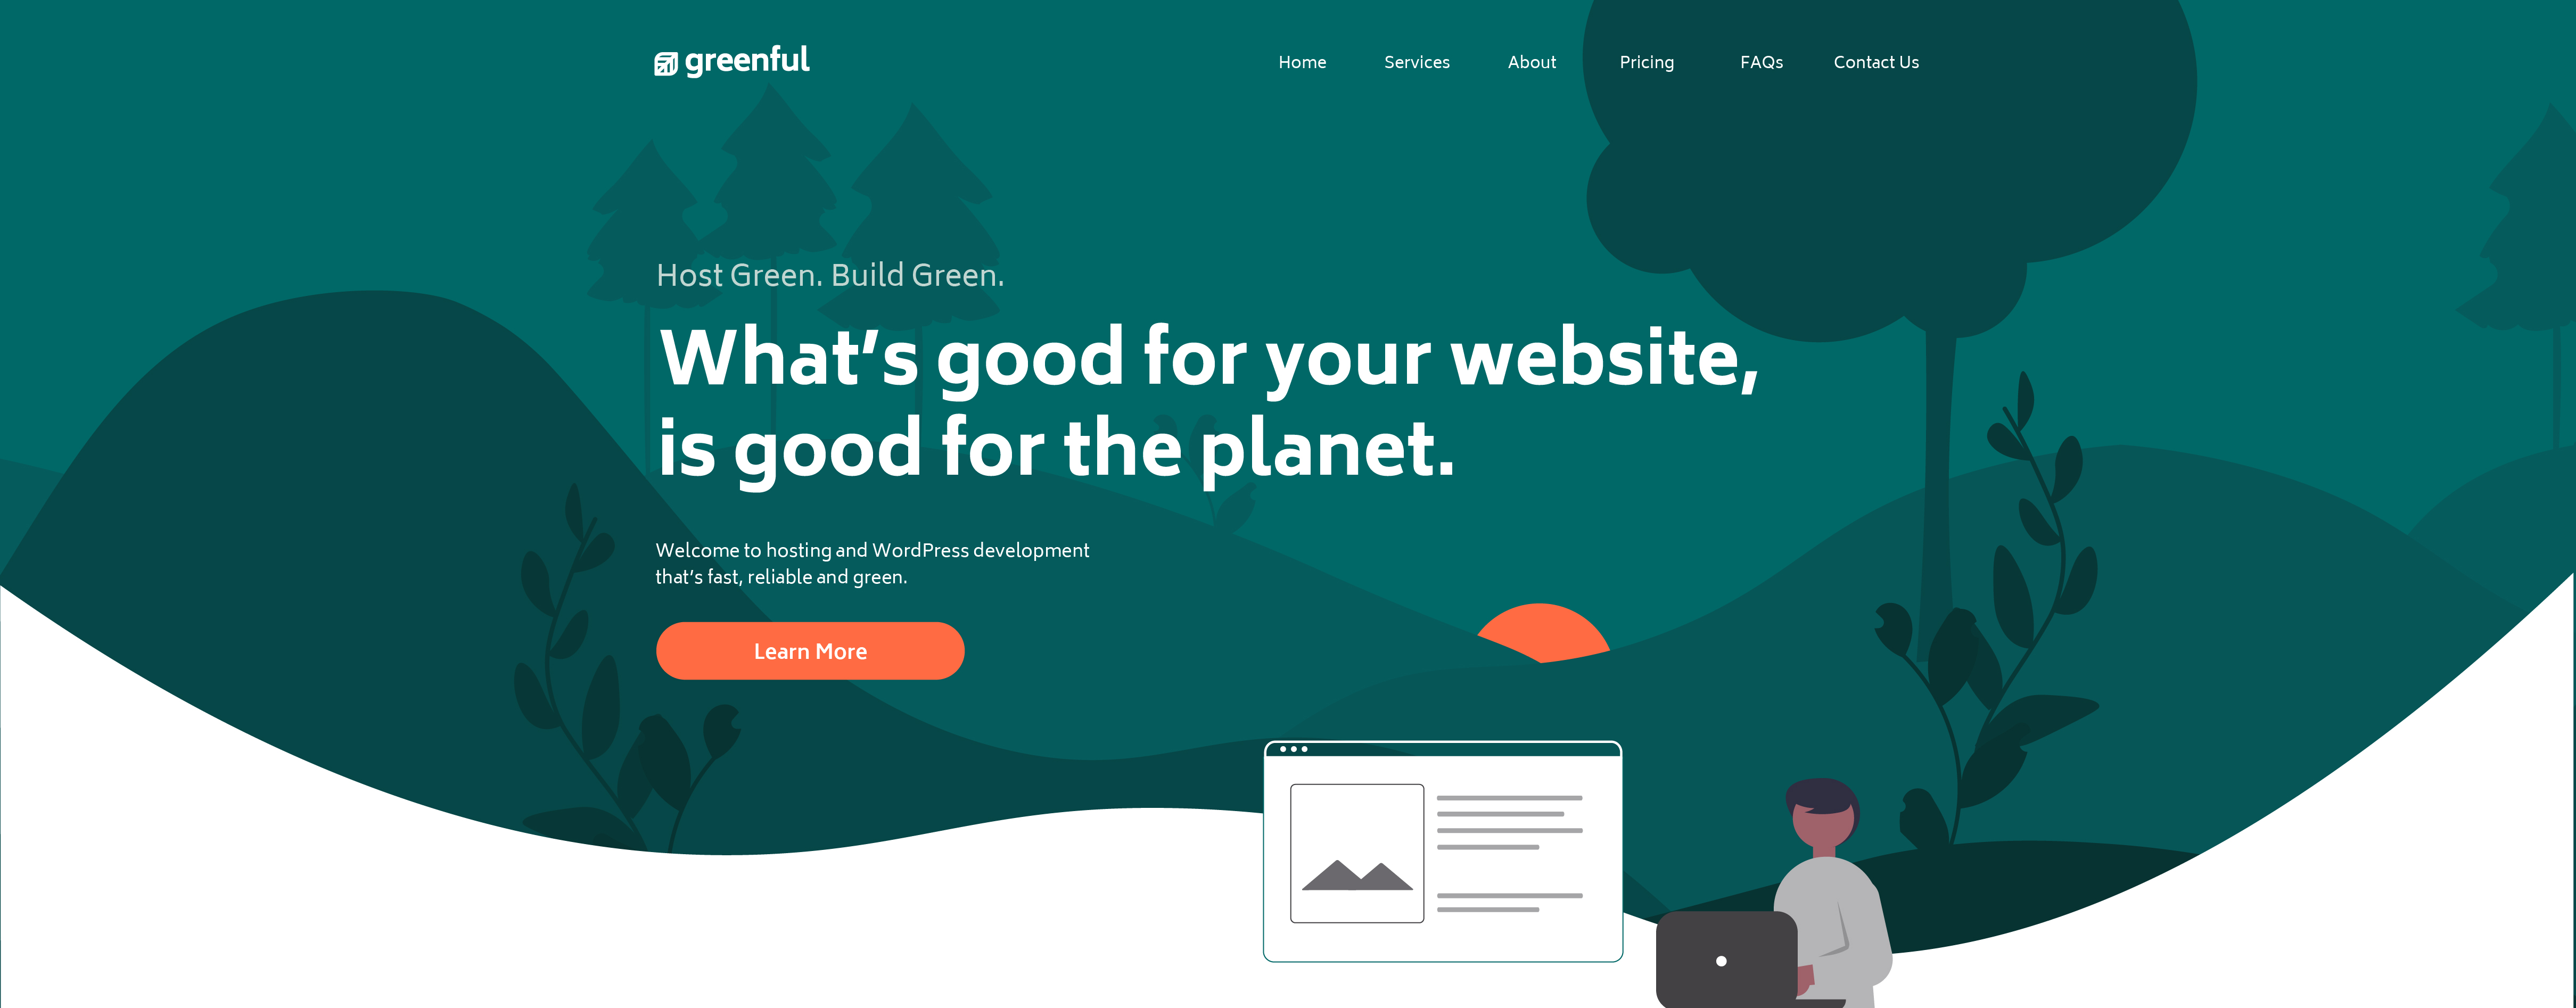 greenful
Home Services About Pricing FAQs Contact Us
Host Green. Build Green.
What’s good for your website,
is good for the planet.
Welcome to hosting and WordPress development
that’s fast, reliable and green.
Learn More